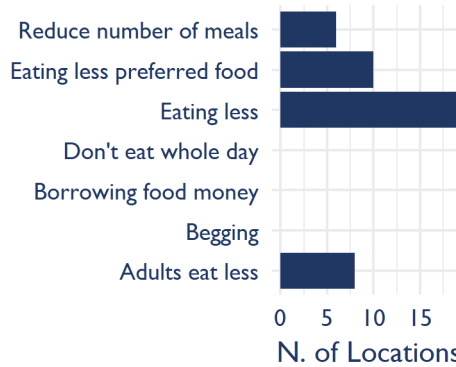 Reduce number of meals
Eating less preferred food
Eating less
Don't eat whole day
Borrowing food money
Begging
Adults eat less
0 5 10 15
N. of Locations